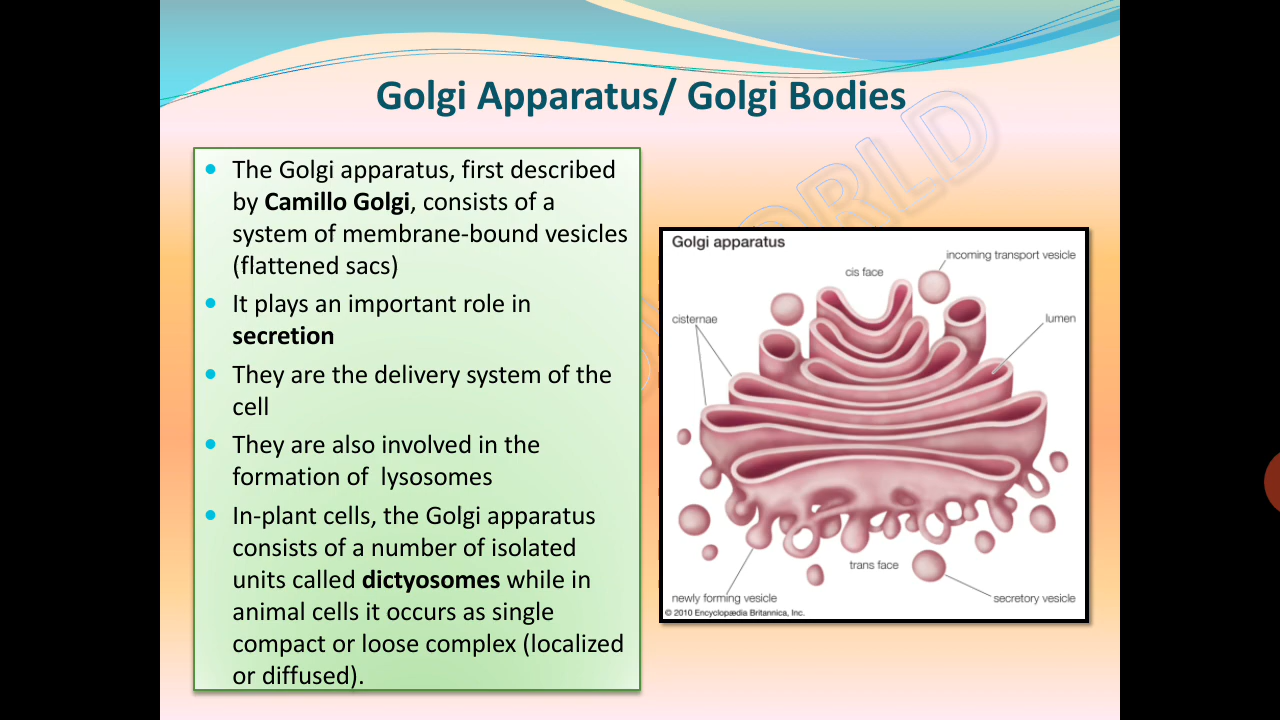 Golgi Apparatus/ Golgi Bodies
The Golgi apparatus, first described
by Camillo Golgi, consists of a
system of membrane-bound vesicles
(flattened sacs)
It plays an important role in
secretion
They are the delivery system of the
cell
They are also involved in the
formation of  lysosomes
In-plant cells, the Golgi apparatus
consists of a number of isolated
units called dictyosomes while in
animal cells it occurs as single
compact or loose complex (localized
or diffused).
Golgi apparatus
incoming transport vesicle
cis face
cisternae
lumen
trans face
newly forming vesicle
secretory vesicle
© 2010 Encyclopædia Britannica, Inc.